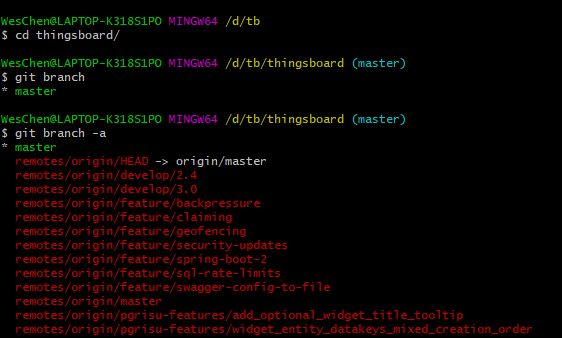 WesChen@LAPTOP-K318S1PO MINGW64 /d/tb
$ cd thingsboard/
WesChen@LAPTOP-K318S1PO MINGW64 /d/tb/thingsboard (master)
$ git branch
* master
WesChen@LAPTOP-K318S1PO MINGW64 /d/tb/thingsboard (master)
$ git branch -a
* master
remotes/origin/HEAD -> origin/master
remotes/origin/develop/2.4
remotes/origin/develop/3.0
remotes/origin/feature/backpressure
remotes/origin/feature/claiming
remotes/origin/feature/geofencing
remotes/origin/feature/security-updates
remotes/origin/feature/spring-boot-2
remotes/origin/feature/sql-rate-limits
remotes/origin/feature/swagger-config-to-file
remotes/origin/master
remotes/origin/pgrisu-features/add_optional_widget_title_tooltip
remotes/origin/pgrisu-features/widget_entity_datakeys_mixed_creation_order